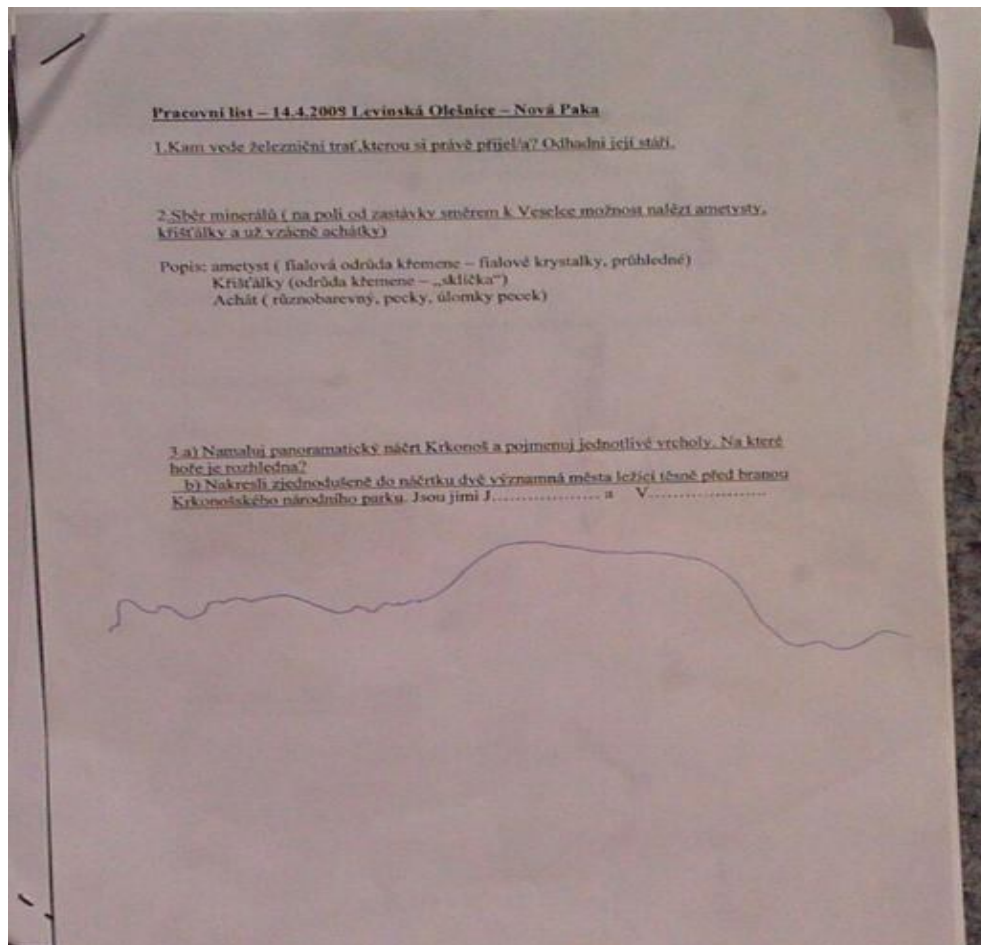 Pracovní list – 14.4.2009 Levínská Olešnice – Nová Paka
1.Kam vede železniční trať,kterou si právě přijel/a? Odhadni její stáří.
2.Sběr minerálů ( na poli od zastávky směrem k Veselce možnost nalézt ametysty,
křišťálky a už vzácně achátky)
Popis: ametyst ( fialová odrůda křemene – fialové krystalky, průhledné)
Křišťálky (odrůda křemene – „sklíčka“)
Achát ( různobarevný, pecky, úlomky pecek)
3.a) Namaluj panoramatický náčrt Krkonoš a pojmenuj jednotlivé vrcholy. Na které
hoře je rozhledna?
b) Nakresli zjednodušeně do náčrtku dvě významná města ležící těsně před branou
Krkonošského národního parku. Jsou jimi J.................. a V....................